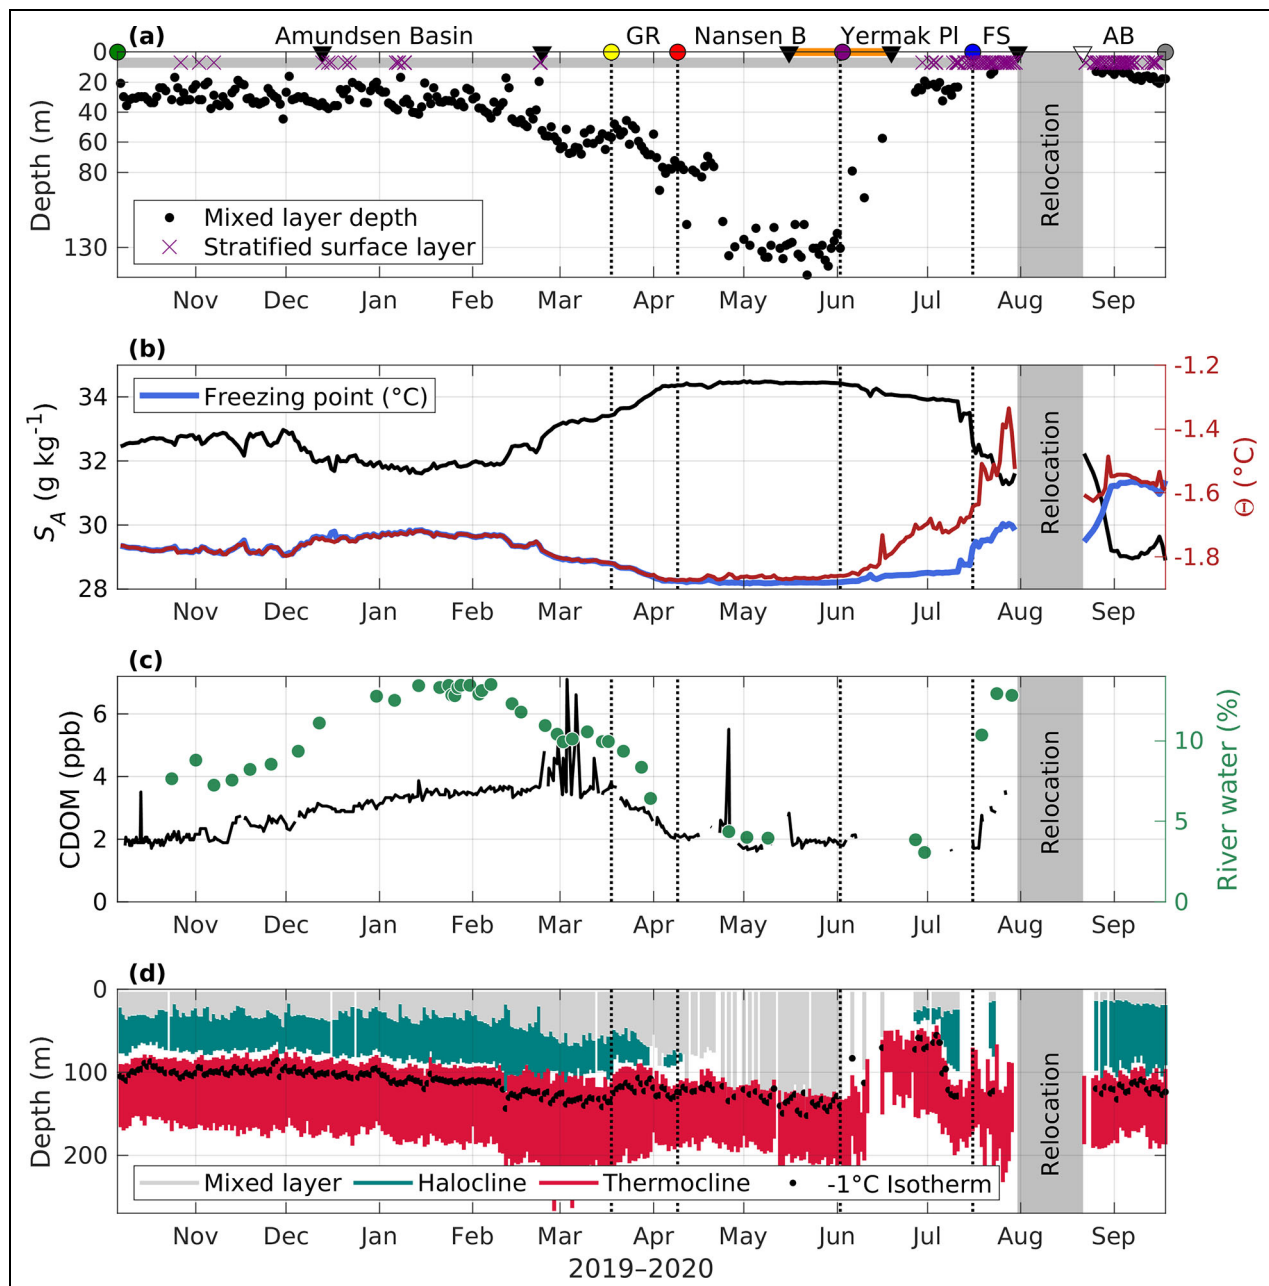 (a) Amundsen Basin GR Nansen B Yermak Pl FS AB
0
20
40
60
80
130
Depth (m)
Mixed layer depth
Stratified surface layer
Relocation
Nov Dec Jan Feb Mar Apr May Jun Jul Aug Sep
(b)
34
32
30
28
S_A (g kg⁻¹)
Freezing point (°C)
Relocation
-1.2
-1.4
-1.6
-1.8
Θ (°C)
Nov Dec Jan Feb Mar Apr May Jun Jul Aug Sep
(c)
6
4
2
0
CDOM (ppb)
Relocation
10
5
0
River water (%)
Nov Dec Jan Feb Mar Apr May Jun Jul Aug Sep
(d)
0
100
200
Depth (m)
Relocation
Mixed layer Halocline Thermocline -1°C Isotherm
Nov Dec Jan Feb Mar Apr May Jun Jul Aug Sep
2019–2020